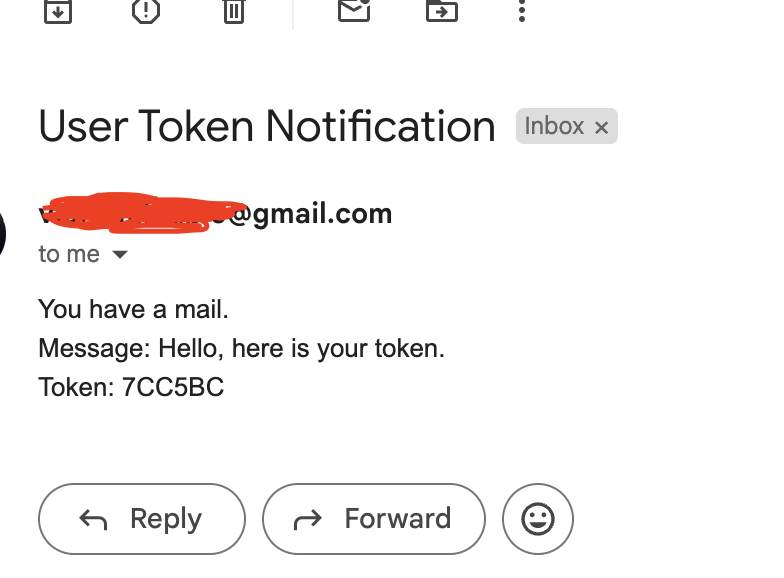 User Token Notification Inbox ×
@gmail.com
to me
You have a mail.
Message: Hello, here is your token.
Token: 7CC5BC
Reply Forward